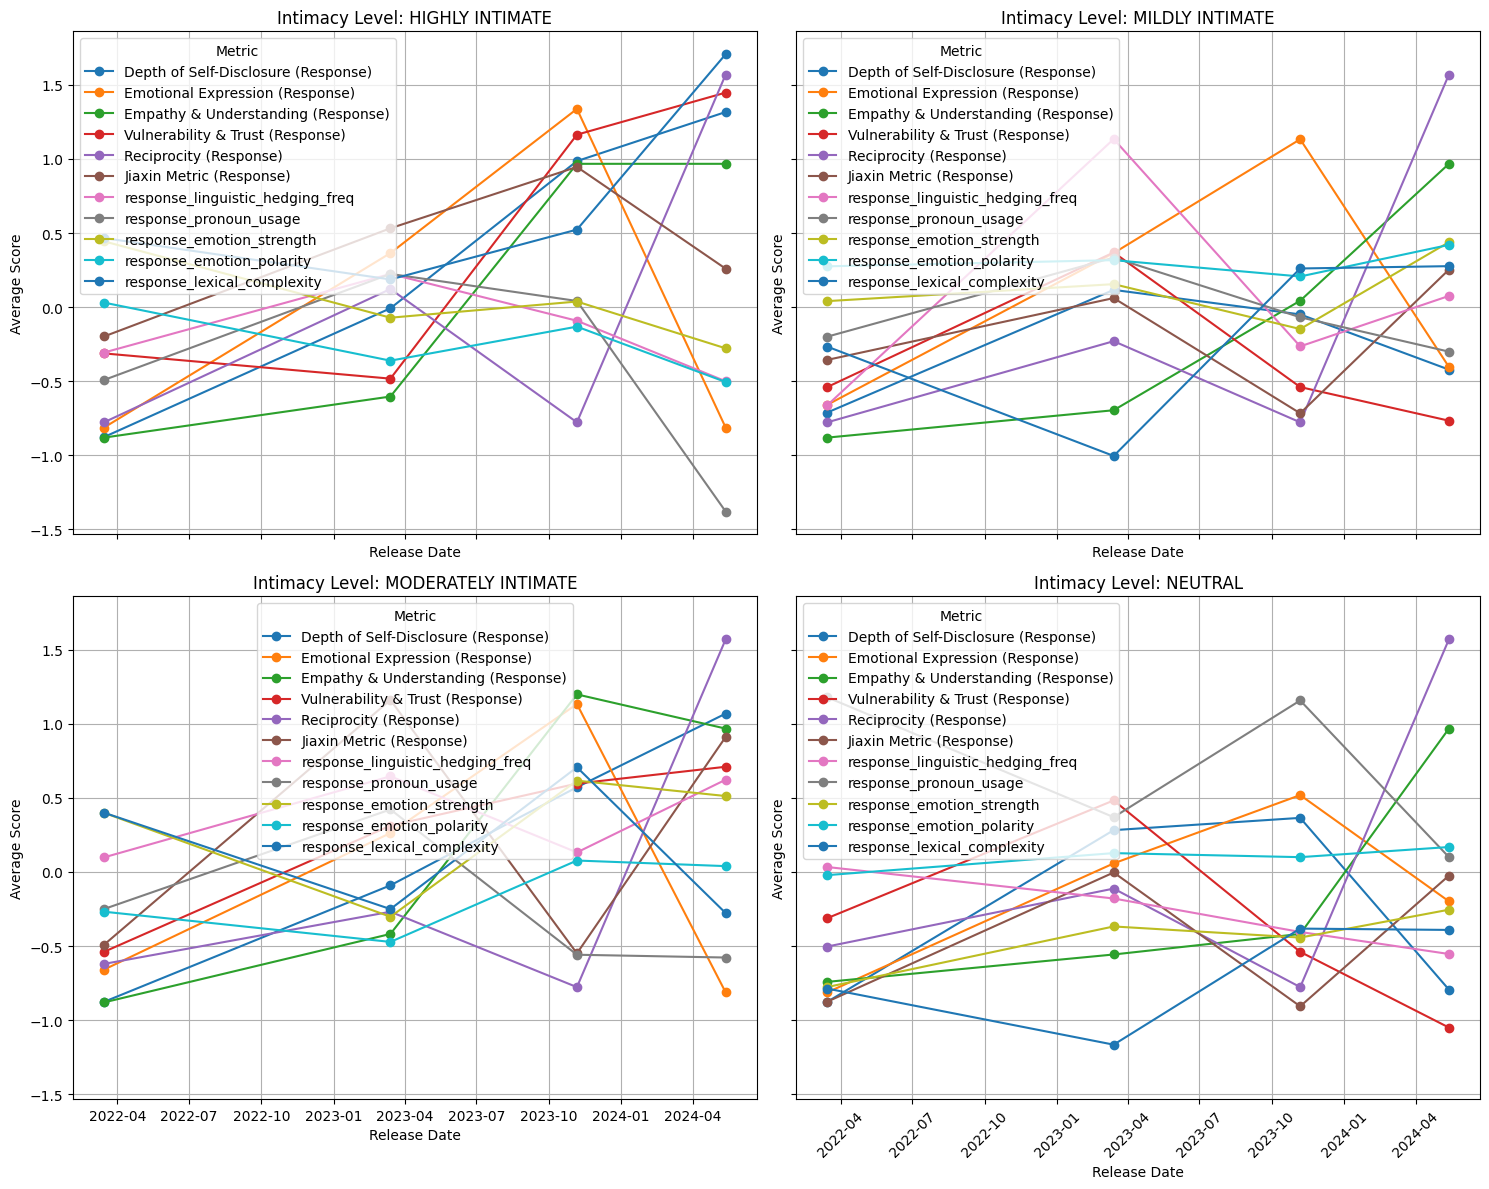 Intimacy Level: HIGHLY INTIMATE
Metric
Depth of Self-Disclosure (Response)
Emotional Expression (Response)
Empathy & Understanding (Response)
Vulnerability & Trust (Response)
Reciprocity (Response)
Jiaxin Metric (Response)
response_linguistic_hedging_freq
response_pronoun_usage
response_emotion_strength
response_emotion_polarity
response_lexical_complexity
Average Score
1.5
1.0
0.5
0.0
−0.5
−1.0
−1.5
Release Date
Intimacy Level: MILDLY INTIMATE
Metric
Depth of Self-Disclosure (Response)
Emotional Expression (Response)
Empathy & Understanding (Response)
Vulnerability & Trust (Response)
Reciprocity (Response)
Jiaxin Metric (Response)
response_linguistic_hedging_freq
response_pronoun_usage
response_emotion_strength
response_emotion_polarity
response_lexical_complexity
Average Score
Release Date
Intimacy Level: MODERATELY INTIMATE
Metric
Depth of Self-Disclosure (Response)
Emotional Expression (Response)
Empathy & Understanding (Response)
Vulnerability & Trust (Response)
Reciprocity (Response)
Jiaxin Metric (Response)
response_linguistic_hedging_freq
response_pronoun_usage
response_emotion_strength
response_emotion_polarity
response_lexical_complexity
Average Score
1.5
1.0
0.5
0.0
−0.5
−1.0
−1.5
2022-04 2022-07 2022-10 2023-01 2023-04 2023-07 2023-10 2024-01 2024-04
Release Date
Intimacy Level: NEUTRAL
Metric
Depth of Self-Disclosure (Response)
Emotional Expression (Response)
Empathy & Understanding (Response)
Vulnerability & Trust (Response)
Reciprocity (Response)
Jiaxin Metric (Response)
response_linguistic_hedging_freq
response_pronoun_usage
response_emotion_strength
response_emotion_polarity
response_lexical_complexity
Average Score
2022-04 2022-07 2022-10 2023-01 2023-04 2023-07 2023-10 2024-01 2024-04
Release Date